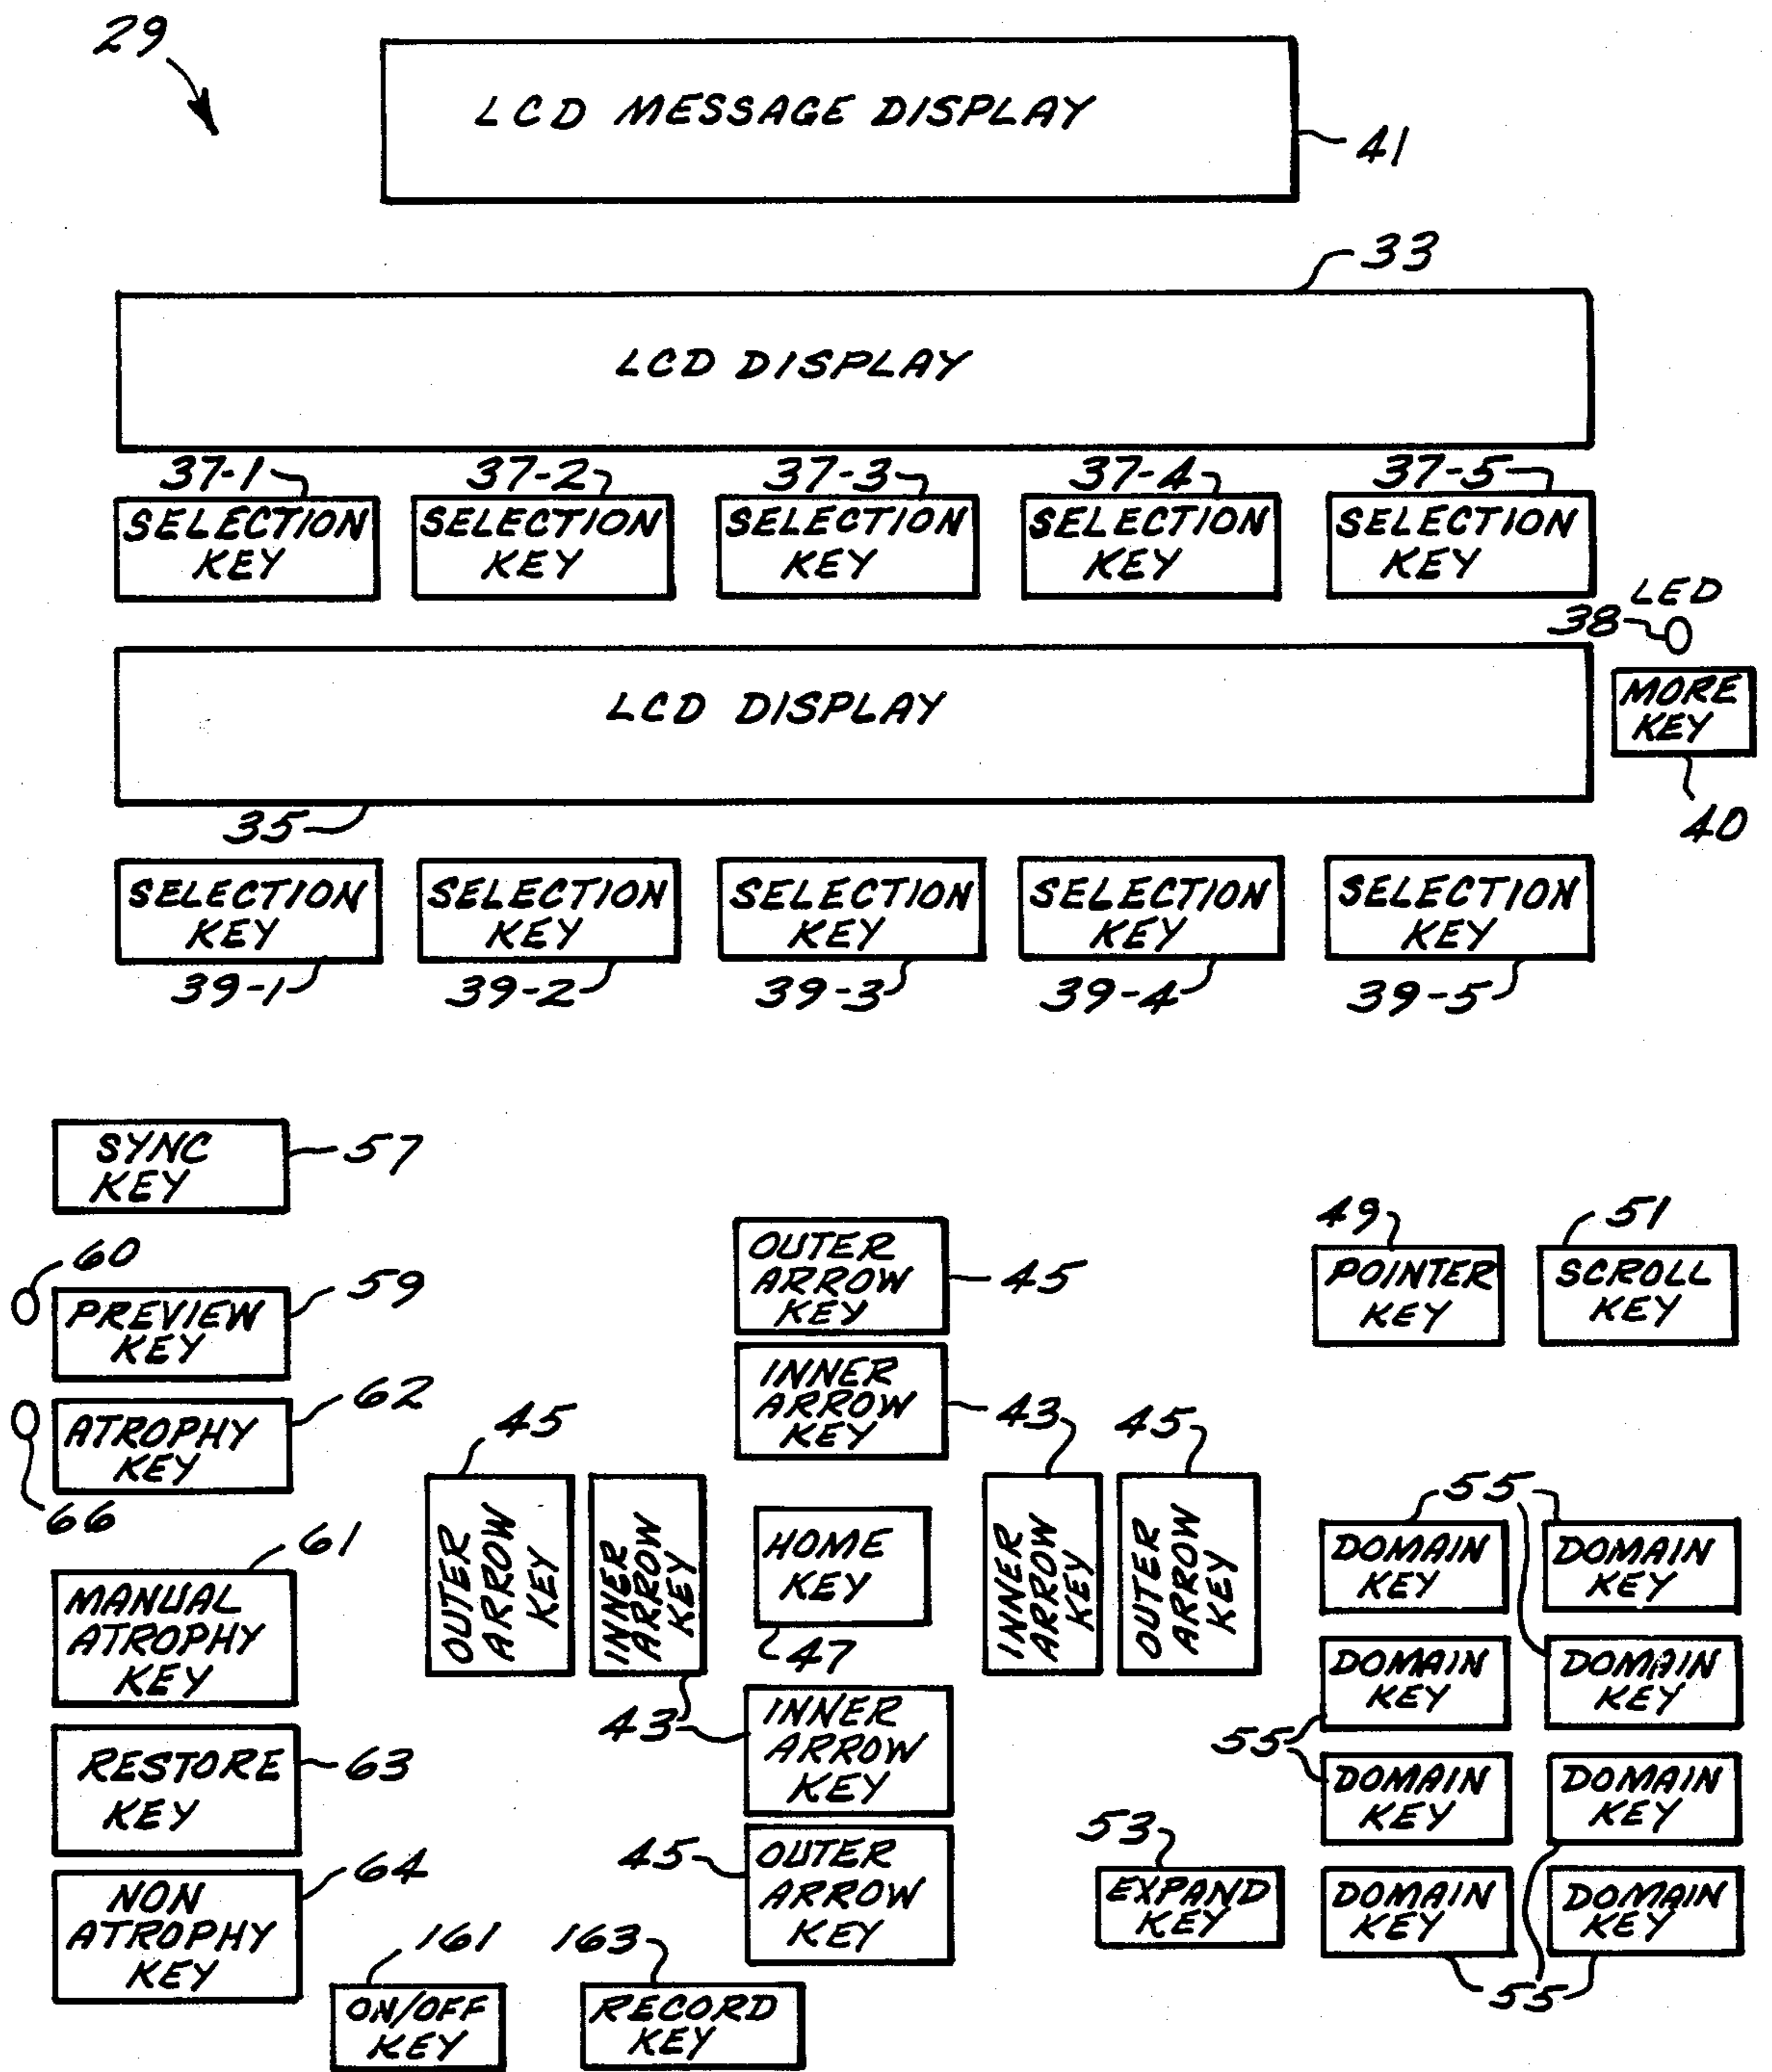 29
LCD MESSAGE DISPLAY
41
33
LCD DISPLAY
37-1 37-2 37-3 37-4 37-5
SELECTION KEY
SELECTION KEY
SELECTION KEY
SELECTION KEY
SELECTION KEY
LED
38
LCD DISPLAY
MORE KEY
40
35
SELECTION KEY
SELECTION KEY
SELECTION KEY
SELECTION KEY
SELECTION KEY
39-1 39-2 39-3 39-4 39-5
SYNC
KEY
57
60
PREVIEW
KEY
59
ATROPHY
KEY
62
66
61
MANUAL
ATROPHY
KEY
RESTORE
KEY
63
64
NON
ATROPHY
KEY
161
ON/OFF
KEY
163
RECORD
KEY
OUTER
ARROW
KEY
45
INNER
ARROW
KEY
43
45
OUTER
ARROW
KEY
INNER
ARROW
KEY
43
HOME
KEY
47
INNER
ARROW
KEY
45
OUTER
ARROW
KEY
INNER
ARROW
KEY
45
OUTER
ARROW
KEY
43
49
POINTER
KEY
51
SCROLL
KEY
55
DOMAIN
KEY
DOMAIN
KEY
DOMAIN
KEY
DOMAIN
KEY
55
DOMAIN
KEY
DOMAIN
KEY
53
EXPAND
KEY
DOMAIN
KEY
DOMAIN
KEY
55